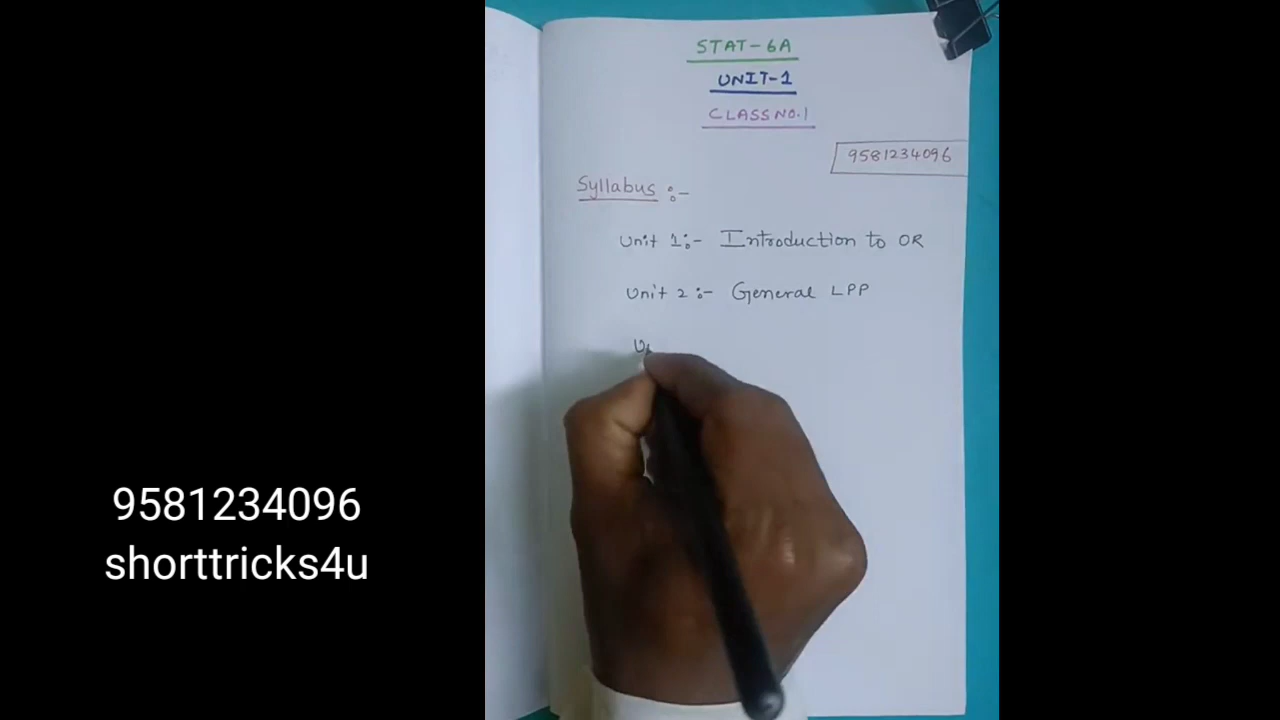 STAT-6A
UNIT-1
CLASS NO.1
9581234096
Syllabus :-
Unit 1:- Introduction to OR
Unit 2:- General LPP
9581234096
shorttricks4u